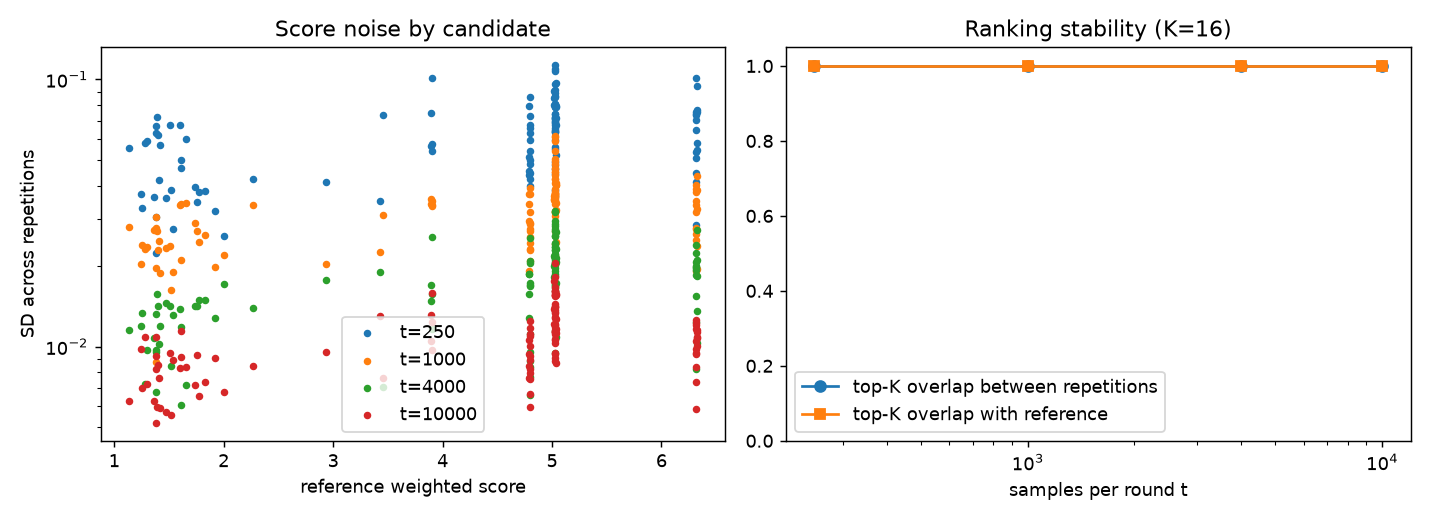 Score noise by candidate
SD across repetitions
10⁻¹
10⁻²
t=250
t=1000
t=4000
t=10000
1 2 3 4 5 6
reference weighted score
Ranking stability (K=16)
1.0
0.8
0.6
0.4
0.2
0.0
top-K overlap between repetitions
top-K overlap with reference
10³ 10⁴
samples per round t